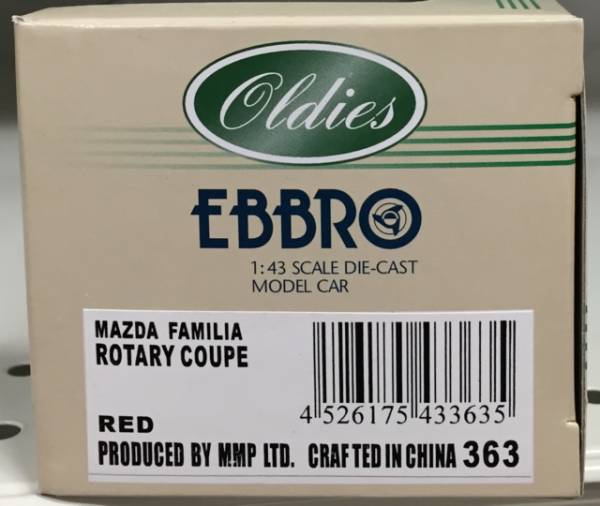 Oldies
EBBRO
1:43 SCALE DIE-CAST
MODEL CAR
MAZDA FAMILIA
ROTARY COUPE
4 526175 433635
RED
PRODUCED BY MMP LTD. CRAFTED IN CHINA 363